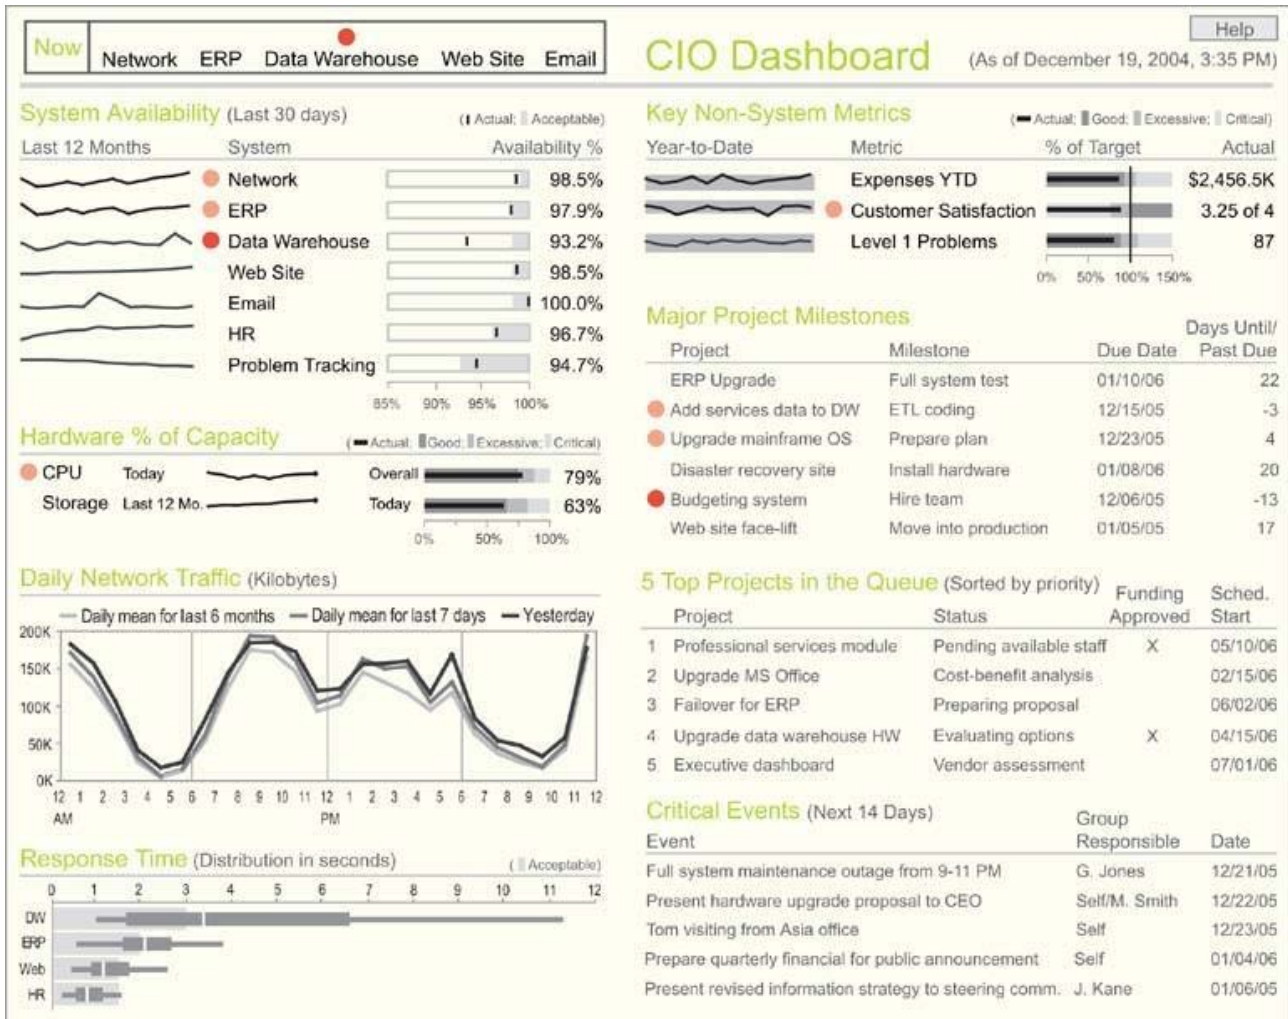 Now Network ERP Data Warehouse Web Site Email
CIO Dashboard
Help
(As of December 19, 2004, 3:35 PM)
System Availability (Last 30 days)
( Actual; Acceptable)
Last 12 Months System Availability %
Network 98.5%
ERP 97.9%
Data Warehouse 93.2%
Web Site 98.5%
Email 100.0%
HR 96.7%
Problem Tracking 94.7%
85% 90% 95% 100%
Hardware % of Capacity
( Actual; Good; Excessive; Critical)
CPU Today Overall 79%
Storage Last 12 Mo. Today 63%
0% 50% 100%
Daily Network Traffic (Kilobytes)
Daily mean for last 6 months Daily mean for last 7 days Yesterday
200K
150K
100K
50K
0K
12 1 2 3 4 5 6 7 8 9 10 11 12 1 2 3 4 5 6 7 8 9 10 11 12
AM PM
Response Time (Distribution in seconds)
( Acceptable)
0 1 2 3 4 5 6 7 8 9 10 11 12
DW
ERP
Web
HR
Key Non-System Metrics
( Actual; Good; Excessive; Critical)
Year-to-Date Metric % of Target Actual
Expenses YTD $2,456.5K
Customer Satisfaction 3.25 of 4
Level 1 Problems 87
0% 50% 100% 150%
Major Project Milestones
Days Until/
Project Milestone Due Date Past Due
ERP Upgrade Full system test 01/10/06 22
Add services data to DW ETL coding 12/15/05 -3
Upgrade mainframe OS Prepare plan 12/23/05 4
Disaster recovery site Install hardware 01/08/06 20
Budgeting system Hire team 12/06/05 -13
Web site face-lift Move into production 01/05/05 17
5 Top Projects in the Queue (Sorted by priority)
Funding Sched.
Project Status Approved Start
1 Professional services module Pending available staff X 05/10/06
2 Upgrade MS Office Cost-benefit analysis 02/15/06
3 Failover for ERP Preparing proposal 06/02/06
4 Upgrade data warehouse HW Evaluating options X 04/15/06
5 Executive dashboard Vendor assessment 07/01/06
Critical Events (Next 14 Days)
Group
Event Responsible Date
Full system maintenance outage from 9-11 PM G. Jones 12/21/05
Present hardware upgrade proposal to CEO Self/M. Smith 12/22/05
Tom visiting from Asia office Self 12/23/05
Prepare quarterly financial for public announcement Self 01/04/06
Present revised information strategy to steering comm. J. Kane 01/06/05